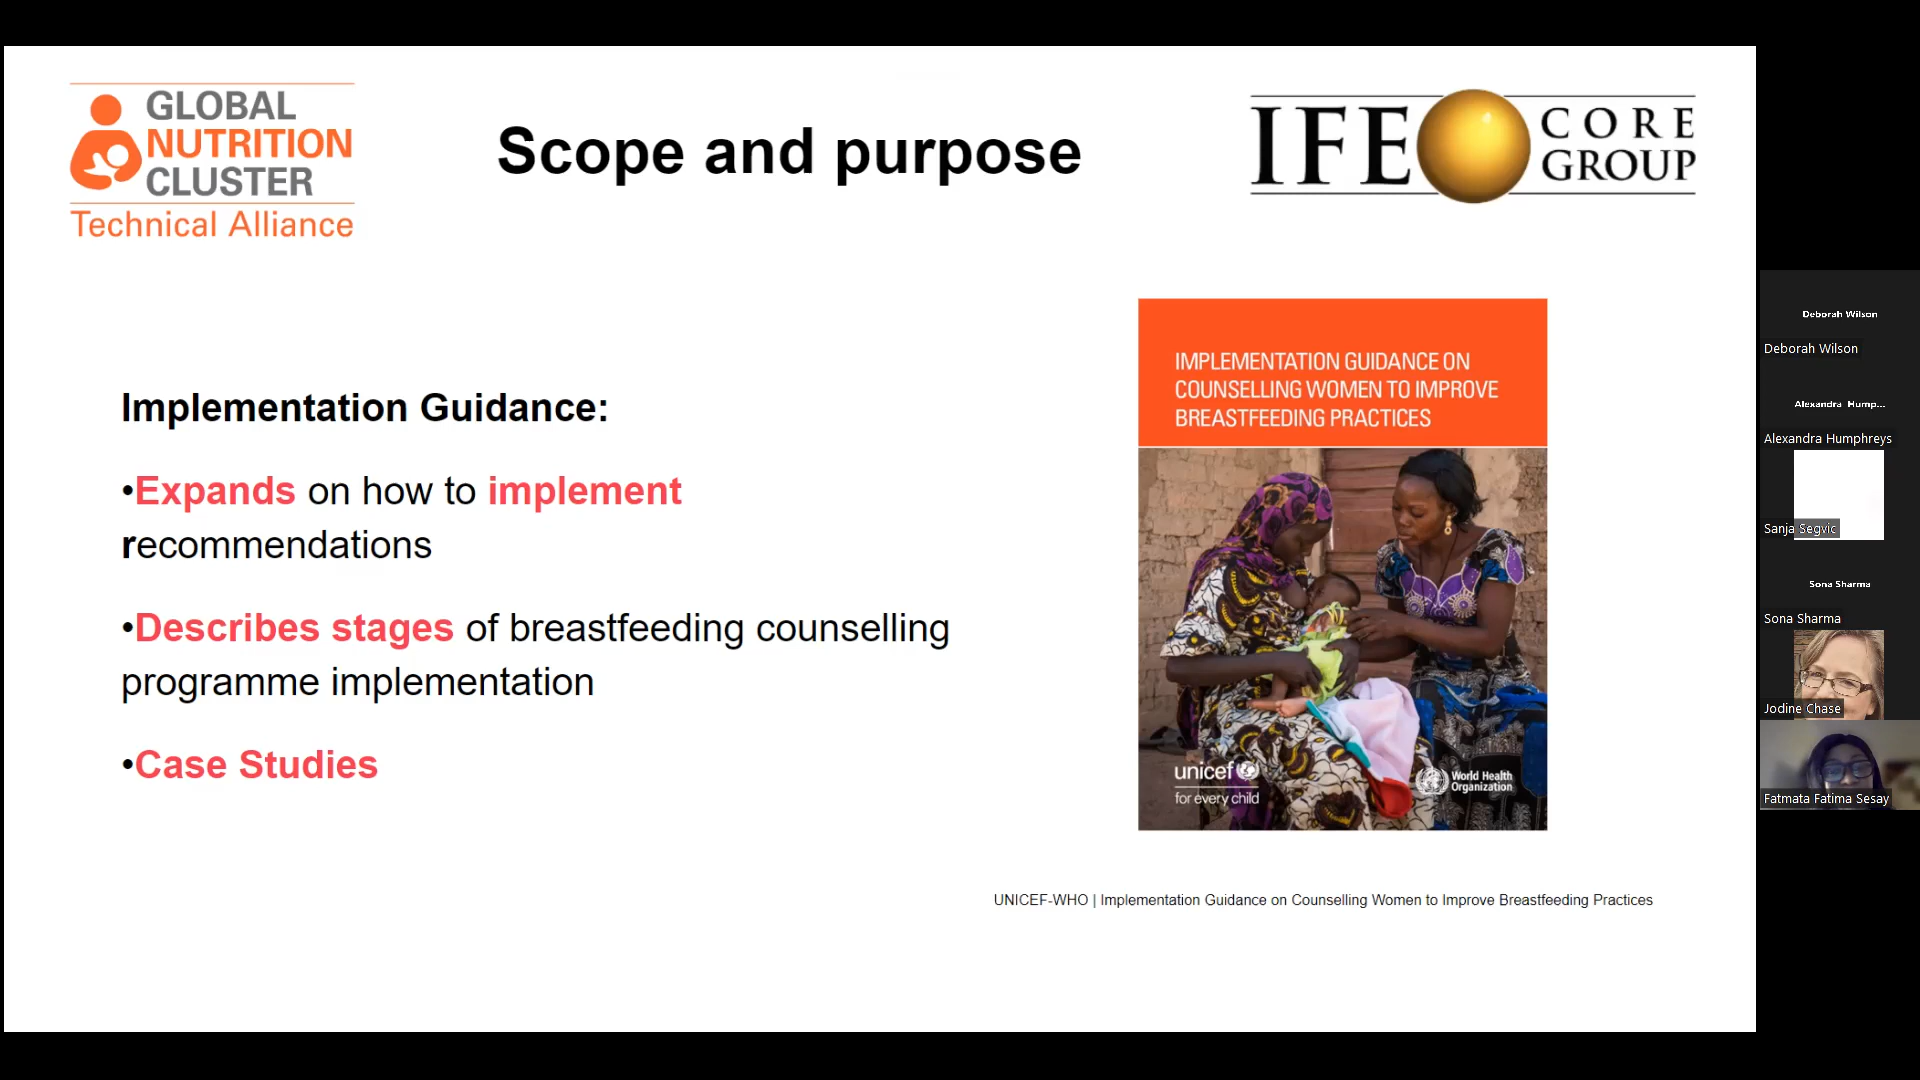 GLOBAL
NUTRITION
CLUSTER
Technical Alliance
Scope and purpose
IFE
CORE
GROUP
Implementation Guidance:
•Expands on how to implement
recommendations
•Describes stages of breastfeeding counselling
programme implementation
•Case Studies
IMPLEMENTATION GUIDANCE ON
COUNSELLING WOMEN TO IMPROVE
BREASTFEEDING PRACTICES
unicef
for every child
World Health
Organization
UNICEF-WHO | Implementation Guidance on Counselling Women to Improve Breastfeeding Practices
Deborah Wilson
Deborah Wilson
Alexandra Hump...
Alexandra Humphreys
Sanja Segvic
Sona Sharma
Sona Sharma
Jodine Chase
Fatmata Fatima Sesay